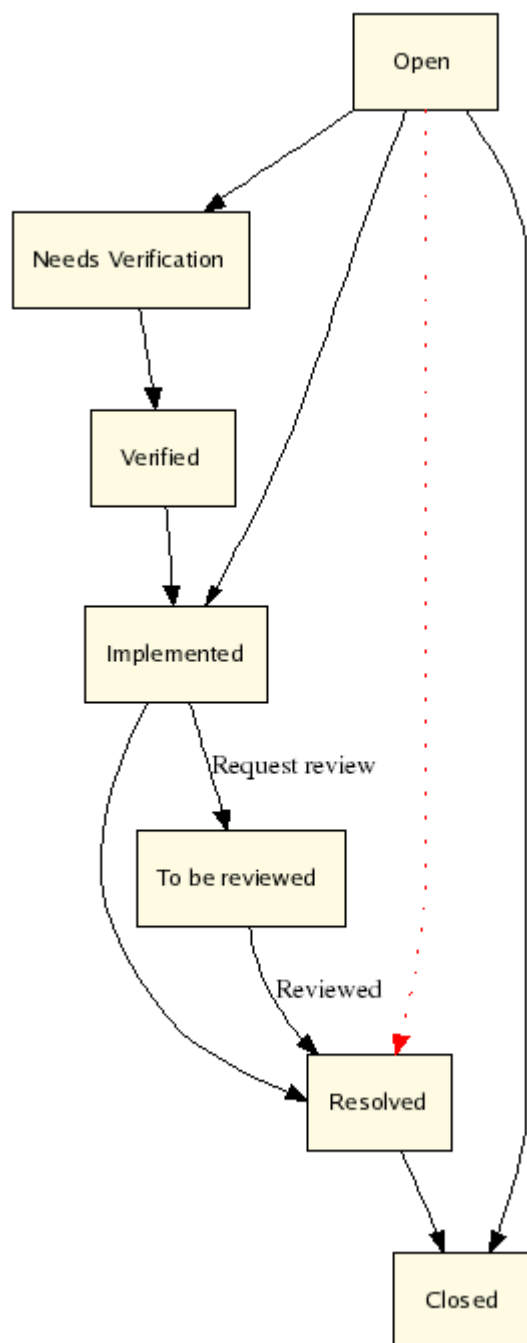 Open
Needs Verification
Verified
Implemented
Request review
To be reviewed
Reviewed
Resolved
Closed